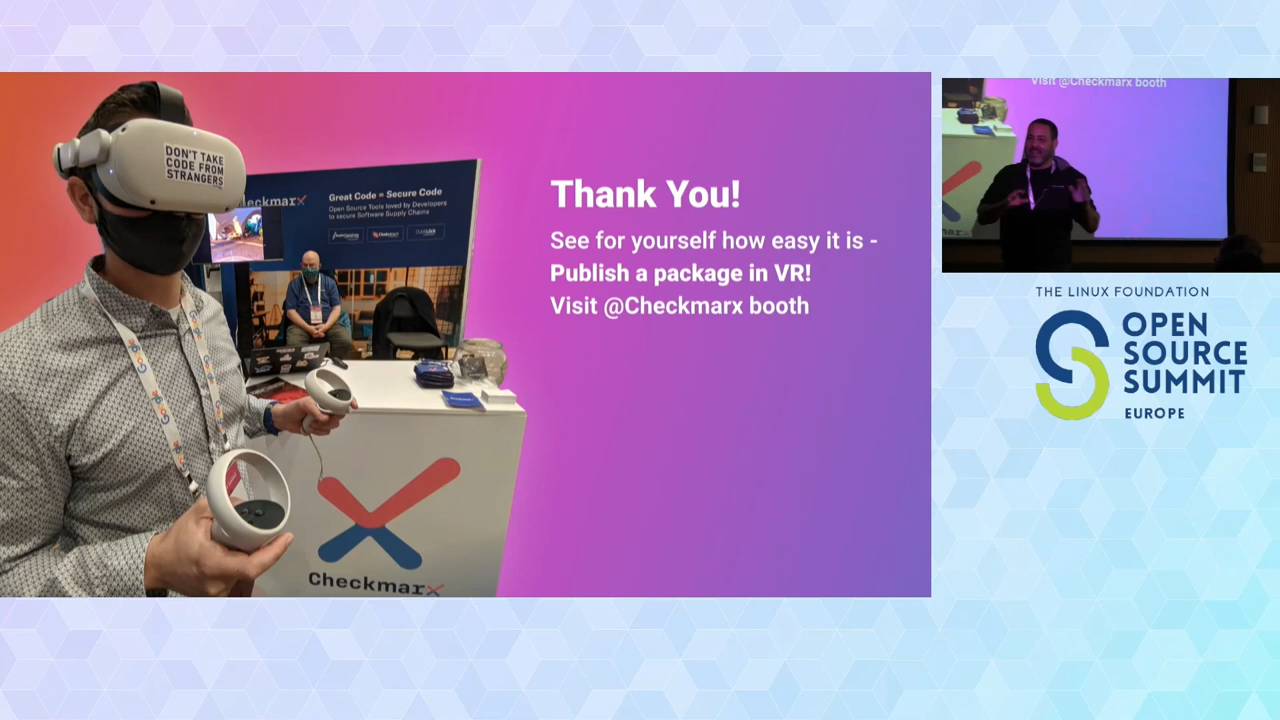 DON'T TAKE
CODE FROM
STRANGERS
eckmarx
Great Code = Secure Code
Open Source Tools loved by Developers
to secure Software Supply Chains
Thank You!
See for yourself how easy it is -
Publish a package in VR!
Visit @Checkmarx booth
Checkmarx
Visit @Checkmarx booth
THE LINUX FOUNDATION
OPEN
SOURCE
SUMMIT
EUROPE